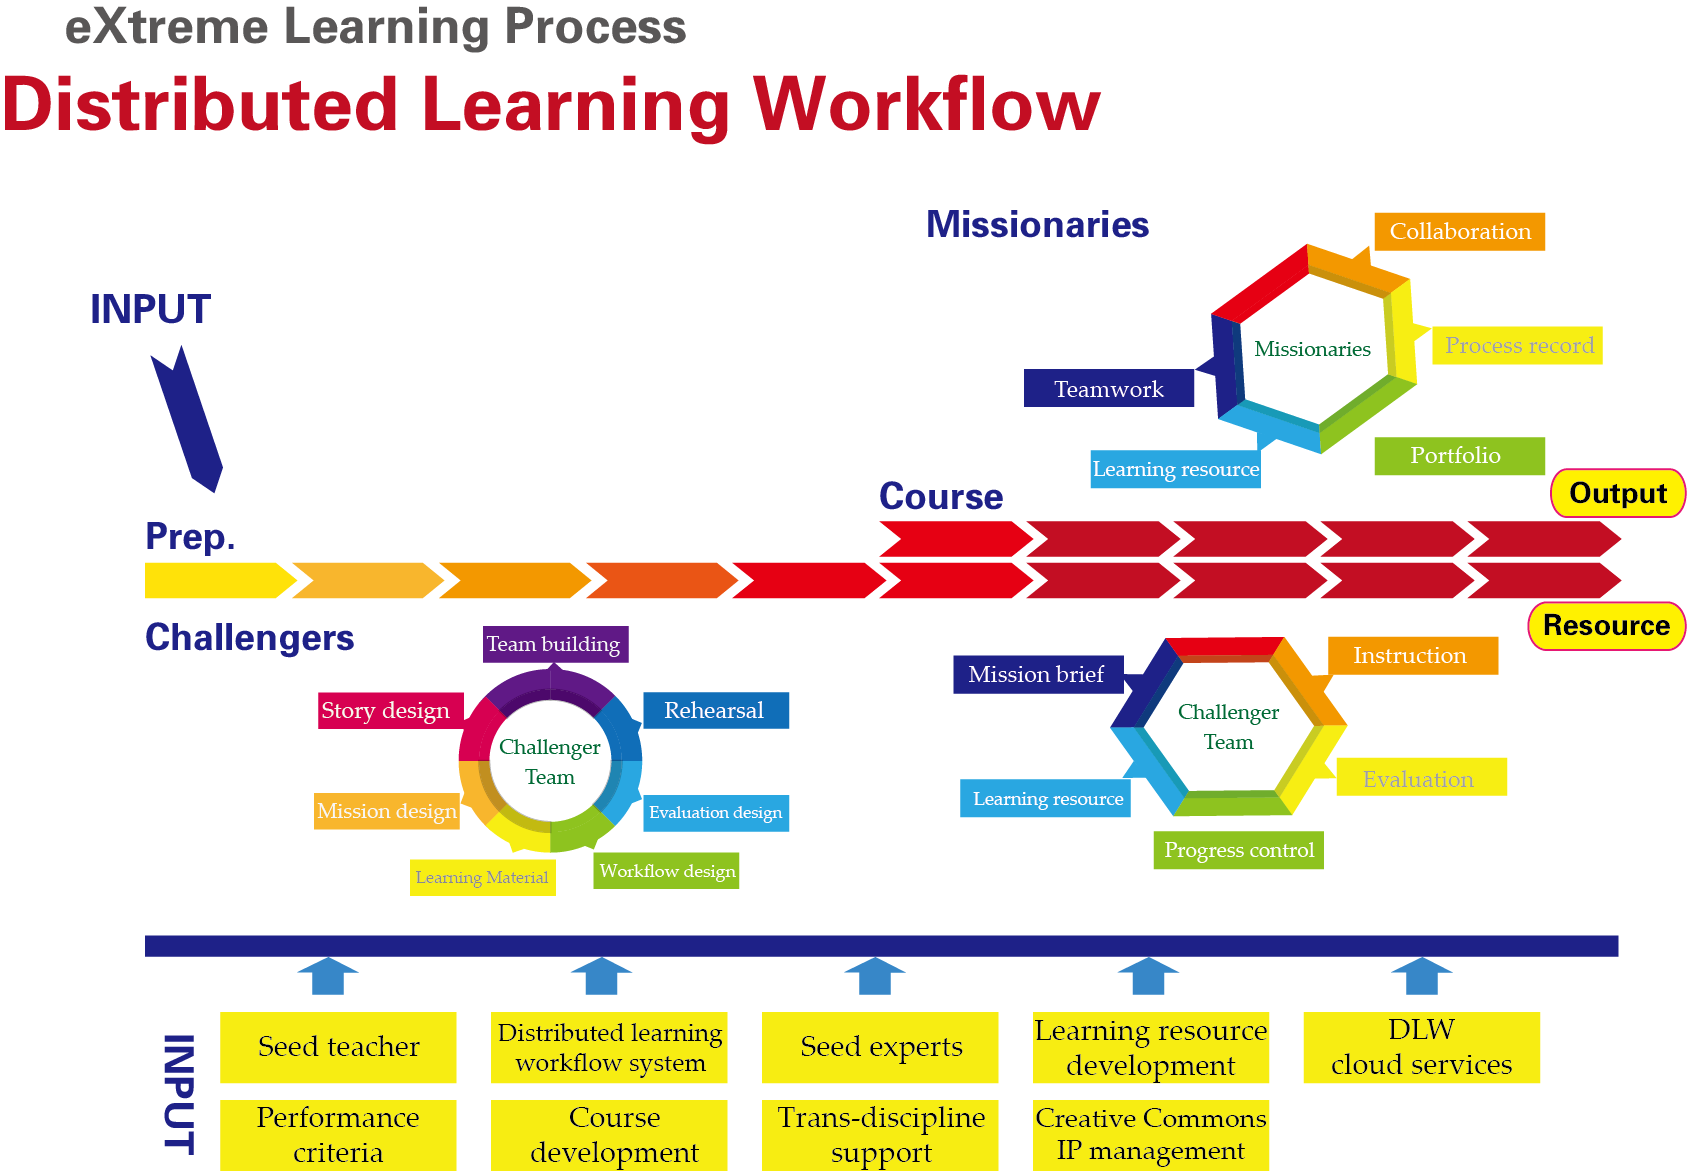 eXtreme Learning Process
Distributed Learning Workflow
Missionaries
Collaboration
INPUT
Process record
Missionaries
Teamwork
Portfolio
Learning resource
Course
Output
Prep.
Resource
Challengers
Team building
Story design
Rehearsal
Challenger
Team
Mission design
Evaluation design
Learning Material
Workflow design
Mission brief
Instruction
Challenger
Team
Evaluation
Learning resource
Progress control
INPUT
Seed teacher
Distributed learning
workflow system
Seed experts
Learning resource
development
DLW
cloud services
Performance
criteria
Course
development
Trans-discipline
support
Creative Commons
IP management